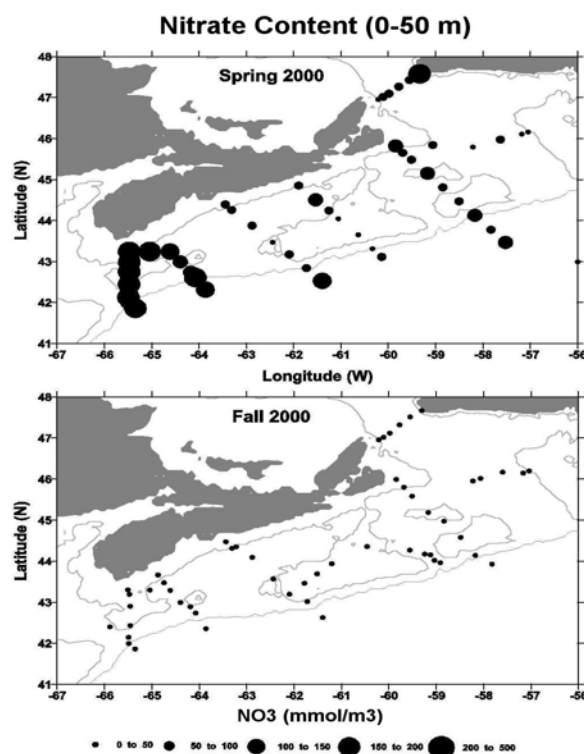 Nitrate Content (0-50 m)
48
Spring 2000
47
46
45
44
43
42
41
Latitude (N)
-67 -66 -65 -64 -63 -62 -61 -60 -59 -58 -57 -56
Longitude (W)
48
Fall 2000
47
46
45
44
43
42
41
Latitude (N)
-67 -66 -65 -64 -63 -62 -61 -60 -59 -58 -57 -56
NO3 (mmol/m3)
0 to 50 50 to 100 100 to 150 150 to 200 200 to 500